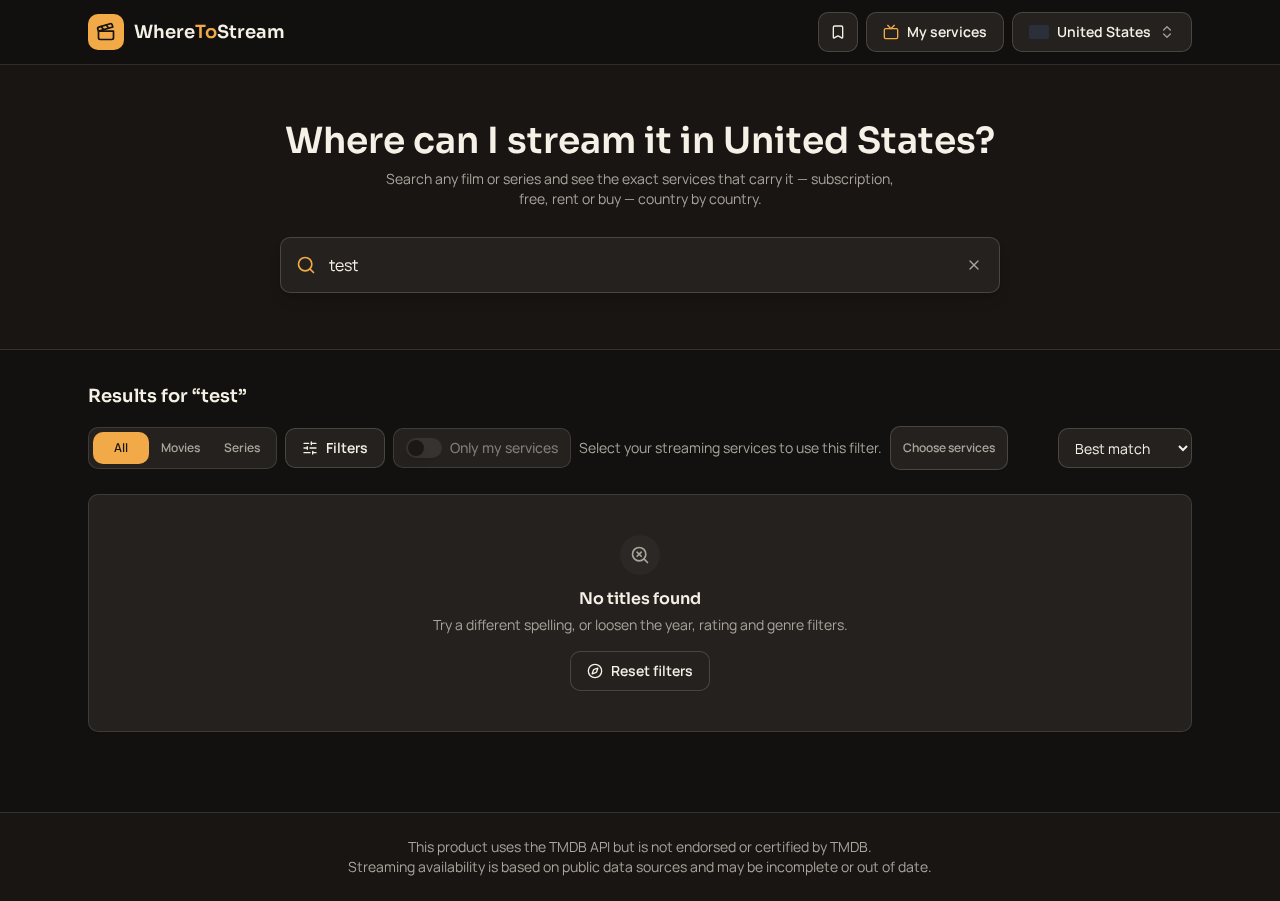 WhereToStream
My services
United States
Where can I stream it in United States?
Search any film or series and see the exact services that carry it — subscription,
free, rent or buy — country by country.
test
Results for “test”
All
Movies
Series
Filters
Only my services
Select your streaming services to use this filter.
Choose services
Best match
No titles found
Try a different spelling, or loosen the year, rating and genre filters.
Reset filters
This product uses the TMDB API but is not endorsed or certified by TMDB.
Streaming availability is based on public data sources and may be incomplete or out of date.